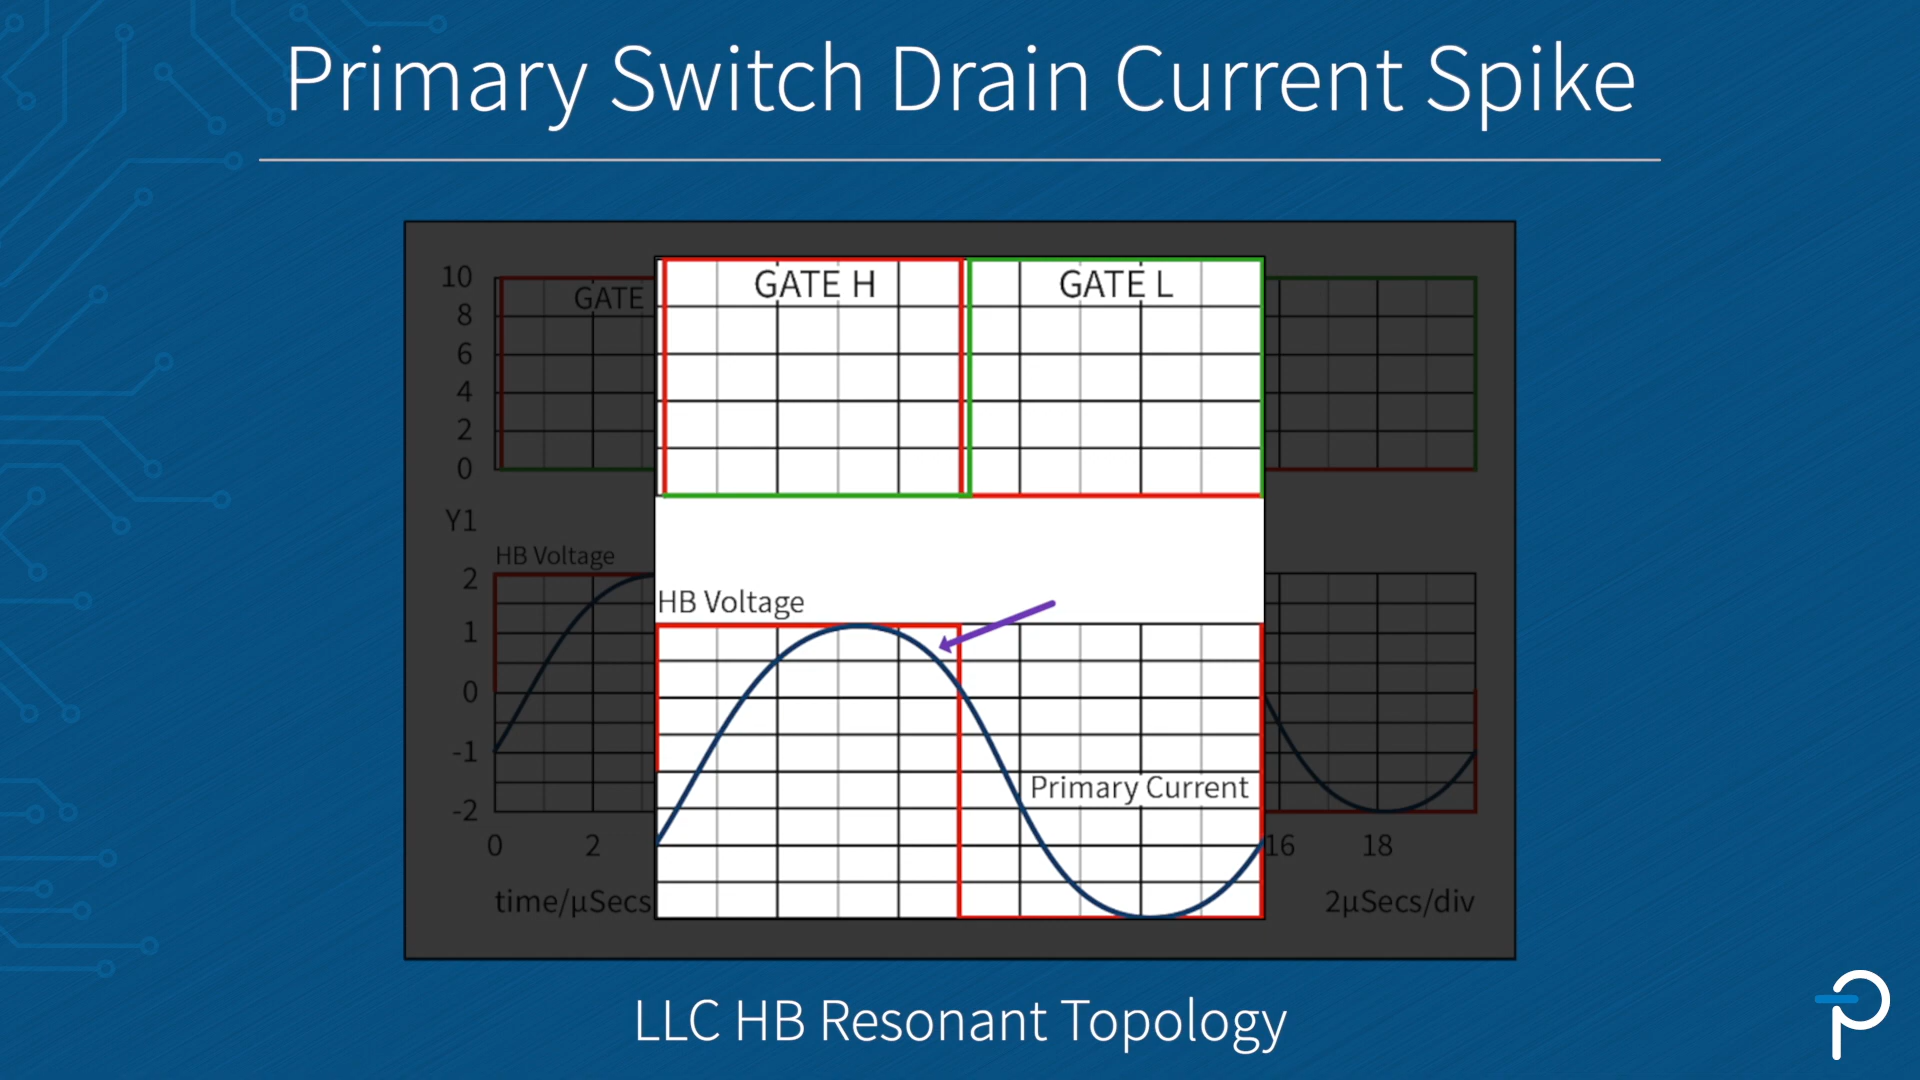 Primary Switch Drain Current Spike
10
8
6
4
2
0
GATE
GATE H
GATE L
Y1
HB Voltage
HB Voltage
2
1
0
-1
-2
Primary Current
0
2
16
18
time/µSecs
2µSecs/div
LLC HB Resonant Topology